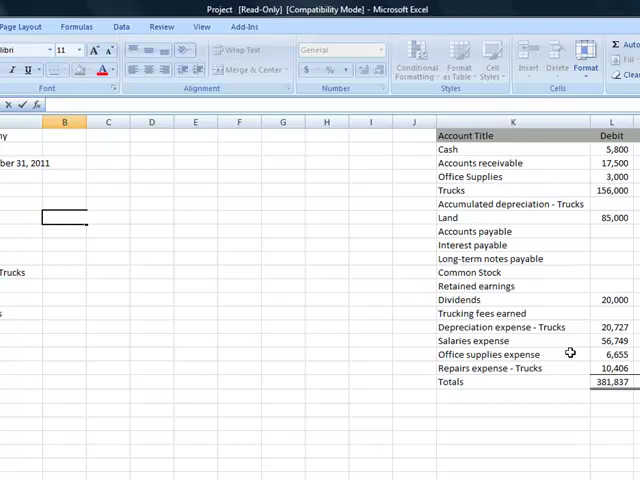 Project [Read-Only] [Compatibility Mode] - Microsoft Excel
Page Layout Formulas Data Review View Add-Ins
libri 11 A A Wrap Text General Conditional Formatting Format as Table Cell Styles Insert Delete Format Σ Auto
I U A Merge & Center $ % , Fill
Clea
Font Alignment Number Styles Cells
fx
B C D E F G H I J K L
ny Account Title Debit
Cash 5,800
ber 31, 2011 Accounts receivable 17,500
Office Supplies 3,000
Trucks 156,000
Accumulated depreciation - Trucks
Land 85,000
Accounts payable
Interest payable
Long-term notes payable
Trucks Common Stock
Retained earnings
Dividends 20,000
s Trucking fees earned
Depreciation expense - Trucks 20,727
Salaries expense 56,749
Office supplies expense 6,655
Repairs expense - Trucks 10,406
Totals 381,837